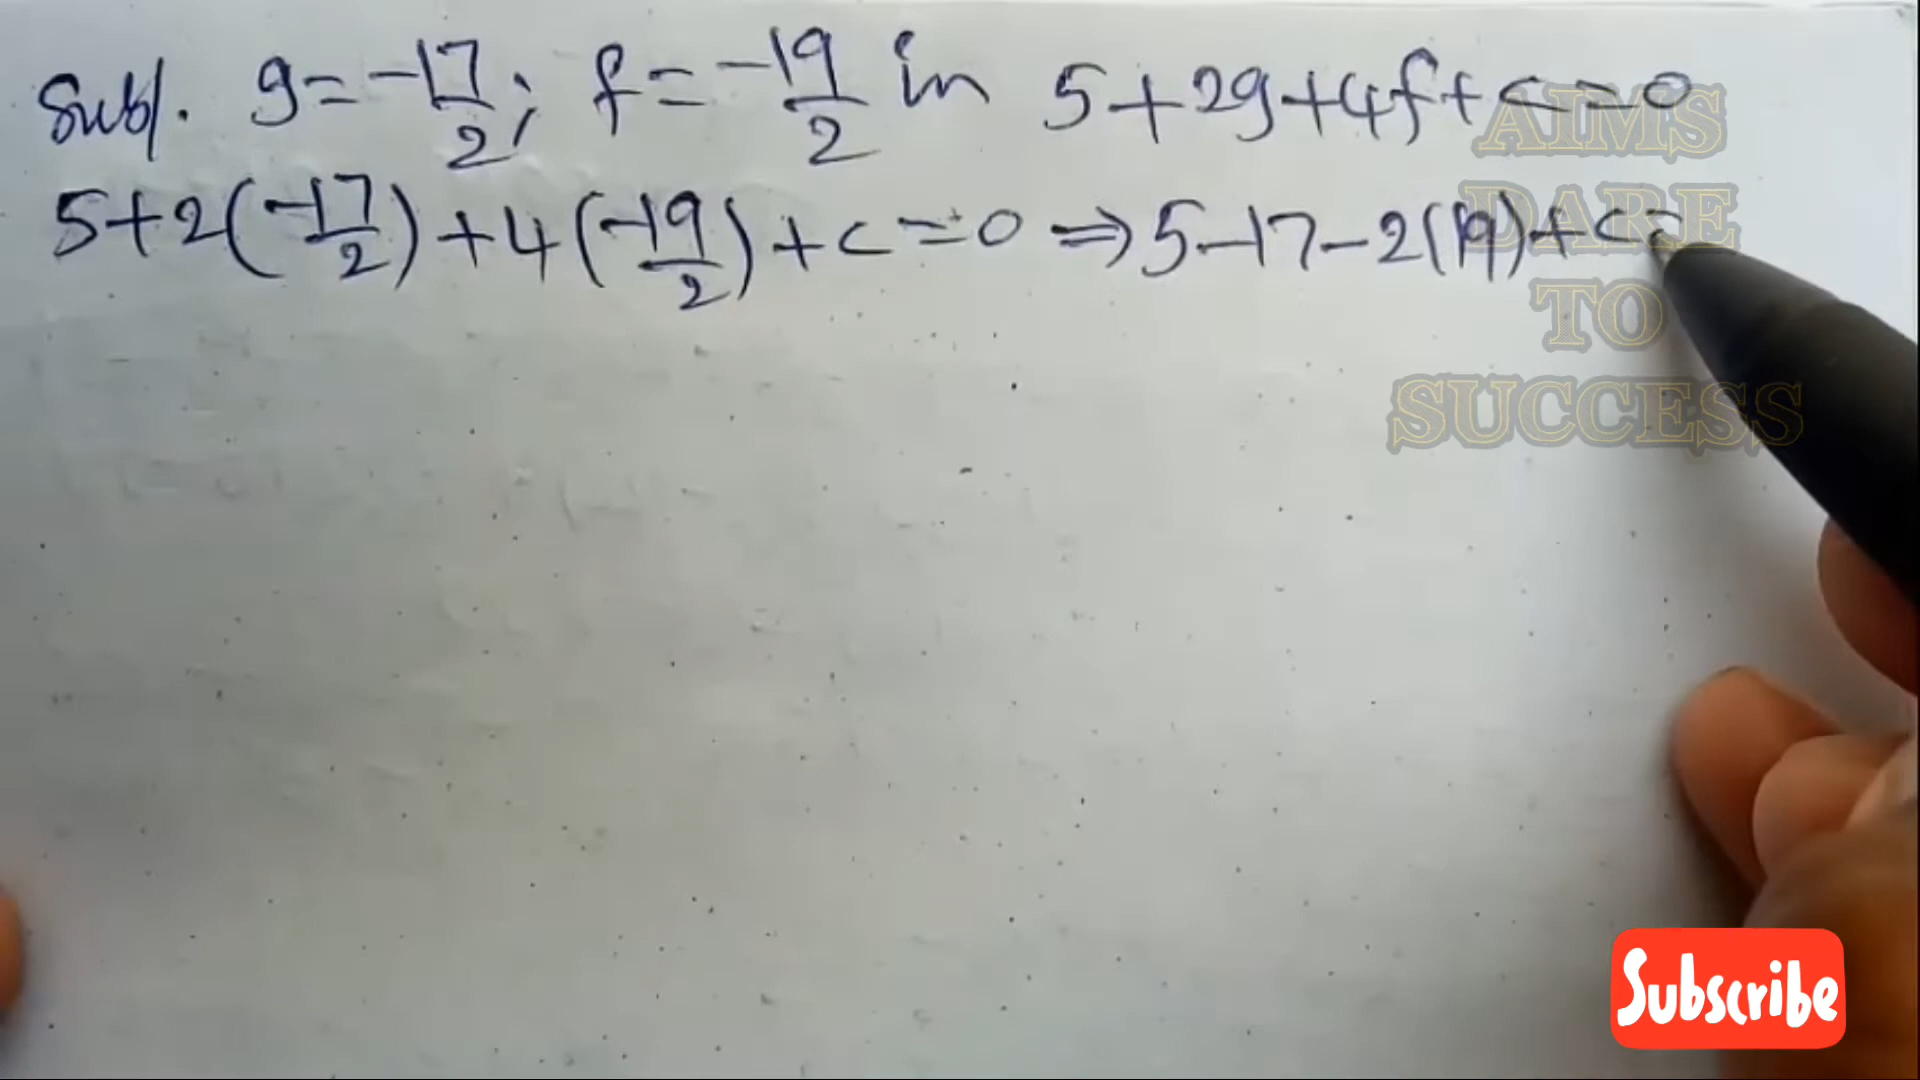 Subl. g = -17/2 ; f = -19/2 in 5+2g+4f+c=0
5+2(-17/2)+4(-19/2)+c=0 ⇒ 5-17-2(19)+c=
AIMS
DARE
TO
SUCCESS
Subscribe